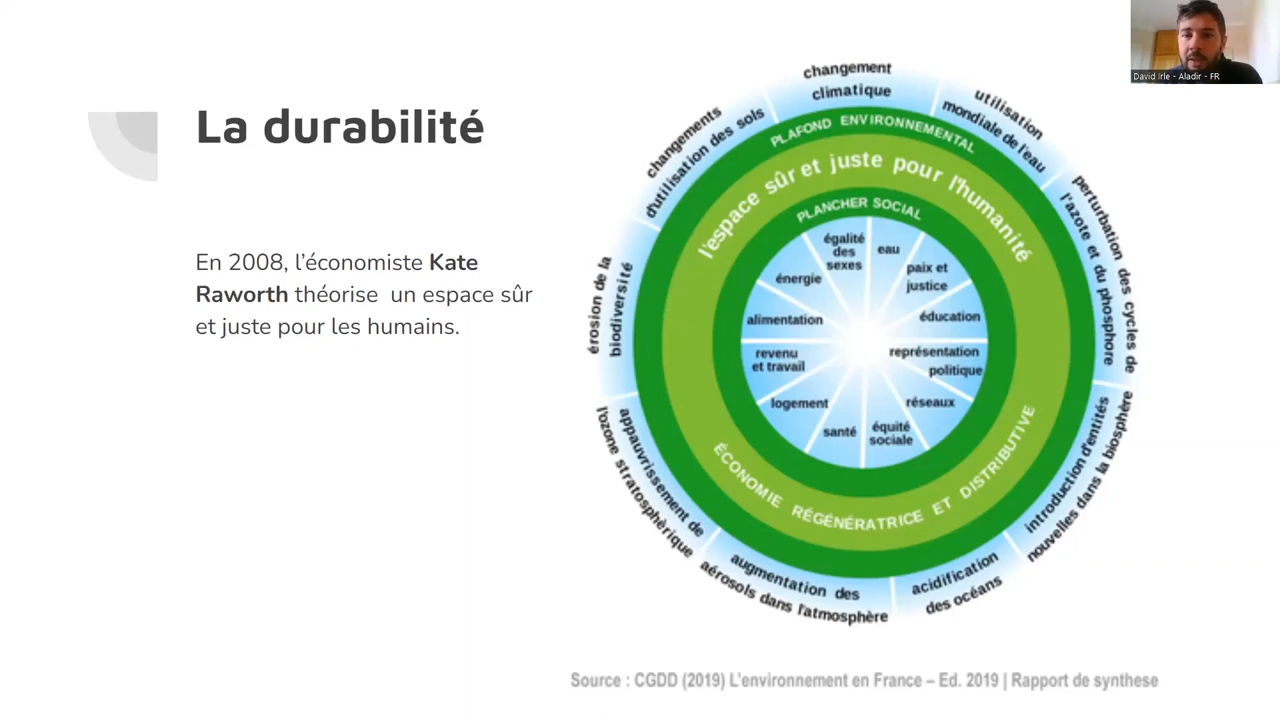 La durabilité
En 2008, l’économiste Kate
Raworth théorise un espace sûr
et juste pour les humains.
changement
climatique
utilisation
mondiale de l'eau
perturbation des cycles de
l'azote et du phosphore
introduction d'entités
nouvelles dans la biosphère
acidification
des océans
augmentation des
aérosols dans l'atmosphère
appauvrissement de
l'ozone stratosphèrique
érosion de la
biodiversité
changements
d'utilisation des sols
PLAFOND ENVIRONNEMENTAL
l'espace sûr et juste pour l'humanité
PLANCHER SOCIAL
égalité
des
sexes
eau
paix et
justice
éducation
représentation
politique
réseaux
équité
sociale
santé
logement
revenu
et travail
alimentation
énergie
ÉCONOMIE RÉGÉNÉRATRICE ET DISTRIBUTIVE
Source : CGDD (2019) L’environnement en France – Ed. 2019 | Rapport de synthese
David Irle - Aladir - FR